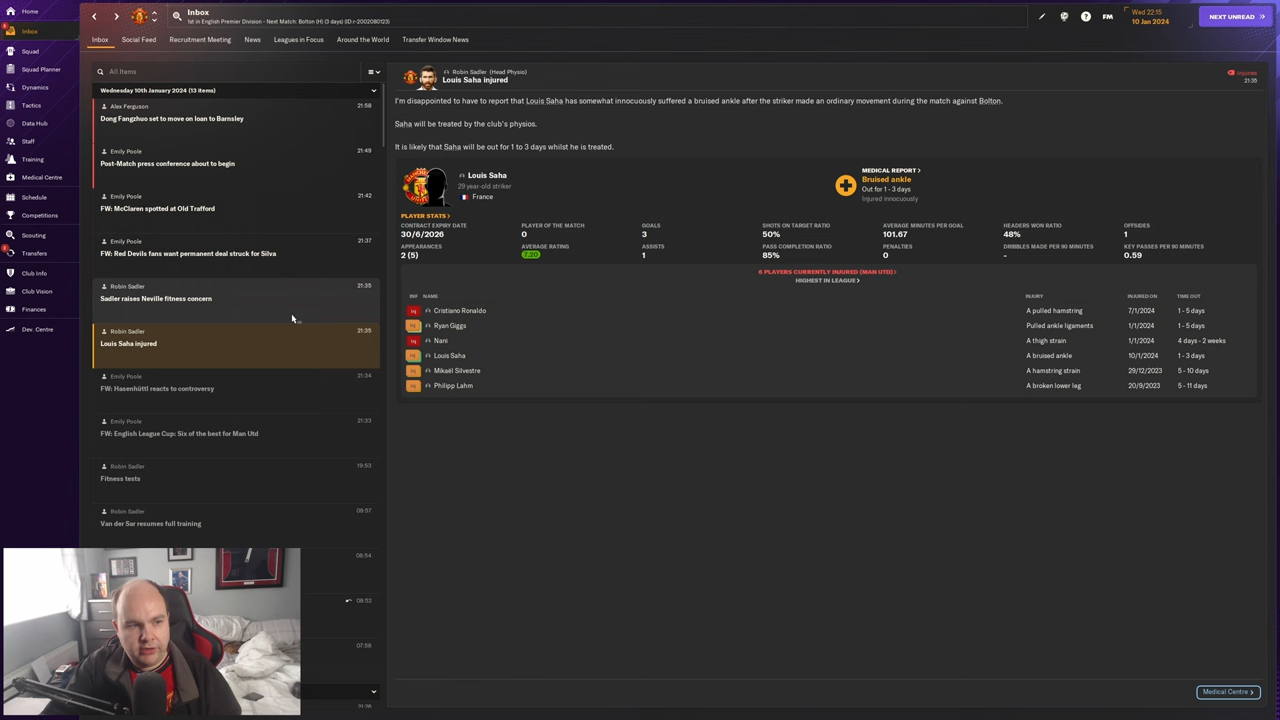 Home
Inbox
Squad
Squad Planner
Dynamics
Tactics
Data Hub
Staff
Training
Medical Centre
Schedule
Competitions
Scouting
Transfers
Club Info
Club Vision
Finances
Dev. Centre
Inbox
1st in English Premier Division - Next Match: Bolton (H) (3 days) (ID:r-2002080123)
FM
Wed 22:15
10 Jan 2024
NEXT UNREAD
Inbox
Social Feed
Recruitment Meeting
News
Leagues in Focus
Around the World
Transfer Window News
All Items
Wednesday 10th January 2024 (13 items)
Alex Ferguson 21:58
Dong Fangzhuo set to move on loan to Barnsley
Emily Poole 21:49
Post-Match press conference about to begin
Emily Poole 21:42
FW: McClaren spotted at Old Trafford
Emily Poole 21:37
FW: Red Devils fans want permanent deal struck for Silva
Robin Sadler 21:35
Sadler raises Neville fitness concern
Robin Sadler 21:35
Louis Saha injured
Emily Poole 21:34
FW: Hasenhüttl reacts to controversy
Emily Poole 21:33
FW: English League Cup: Six of the best for Man Utd
Robin Sadler 19:53
Fitness tests
Robin Sadler 08:57
Van der Sar resumes full training
08:54
08:52
07:58
Robin Sadler (Head Physio)
Louis Saha injured
Injuries
21:35
I'm disappointed to have to report that Louis Saha has somewhat innocuously suffered a bruised ankle after the striker made an ordinary movement during the match against Bolton.
Saha will be treated by the club's physios.
It is likely that Saha will be out for 1 to 3 days whilst he is treated.
Louis Saha
29 year-old striker
France
MEDICAL REPORT >
Bruised ankle
Out for 1 - 3 days
Injured innocuously
PLAYER STATS >
CONTRACT EXPIRY DATE PLAYER OF THE MATCH GOALS SHOTS ON TARGET RATIO AVERAGE MINUTES PER GOAL HEADERS WON RATIO OFFSIDES
30/6/2026 0 3 50% 101.67 48% 1
APPEARANCES AVERAGE RATING ASSISTS PASS COMPLETION RATIO PENALTIES DRIBBLES MADE PER 90 MINUTES KEY PASSES PER 90 MINUTES
2 (5) 7.20 1 85% 0 - 0.59
6 PLAYERS CURRENTLY INJURED (MAN UTD) >
HIGHEST IN LEAGUE >
INF NAME INJURY INJURED ON TIME OUT
Inj Cristiano Ronaldo A pulled hamstring 7/1/2024 1 - 5 days
Inj Ryan Giggs Pulled ankle ligaments 1/1/2024 1 - 5 days
Inj Nani A thigh strain 1/1/2024 4 days - 2 weeks
Inj Louis Saha A bruised ankle 10/1/2024 1 - 3 days
Inj Mikaël Silvestre A hamstring strain 29/12/2023 5 - 10 days
Inj Philipp Lahm A broken lower leg 20/9/2023 5 - 11 days
Medical Centre >